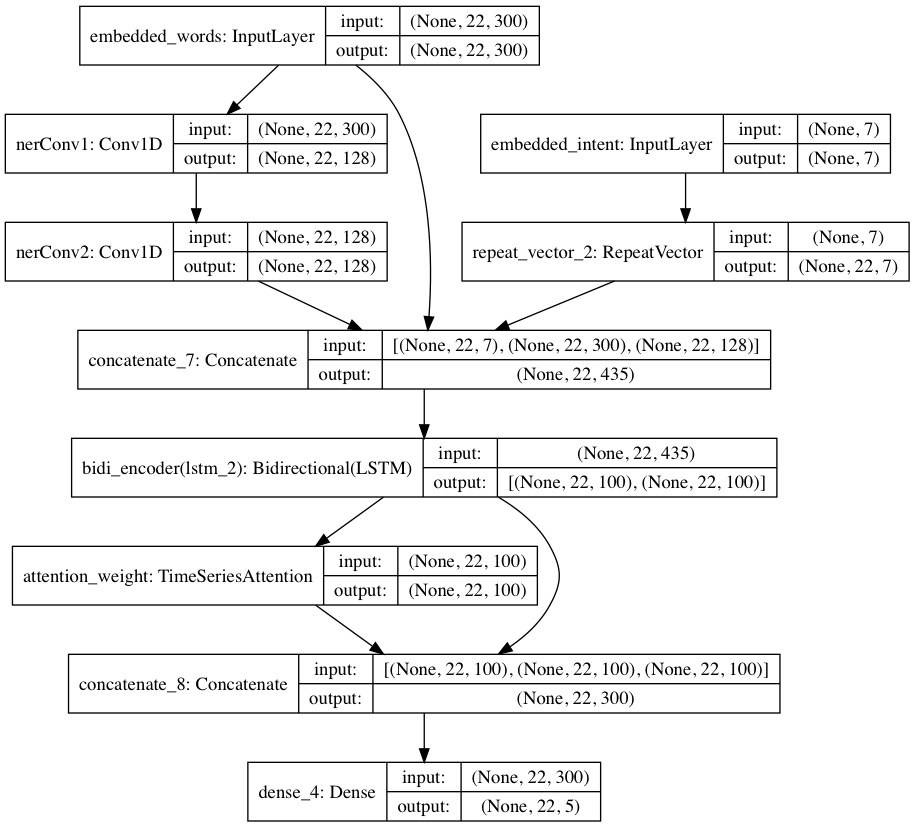 embedded_words: InputLayer
input: (None, 22, 300)
output: (None, 22, 300)
nerConv1: Conv1D
input: (None, 22, 300)
output: (None, 22, 128)
embedded_intent: InputLayer
input: (None, 7)
output: (None, 7)
nerConv2: Conv1D
input: (None, 22, 128)
output: (None, 22, 128)
repeat_vector_2: RepeatVector
input: (None, 7)
output: (None, 22, 7)
concatenate_7: Concatenate
input: [(None, 22, 7), (None, 22, 300), (None, 22, 128)]
output: (None, 22, 435)
bidi_encoder(lstm_2): Bidirectional(LSTM)
input: (None, 22, 435)
output: [(None, 22, 100), (None, 22, 100)]
attention_weight: TimeSeriesAttention
input: (None, 22, 100)
output: (None, 22, 100)
concatenate_8: Concatenate
input: [(None, 22, 100), (None, 22, 100), (None, 22, 100)]
output: (None, 22, 300)
dense_4: Dense
input: (None, 22, 300)
output: (None, 22, 5)